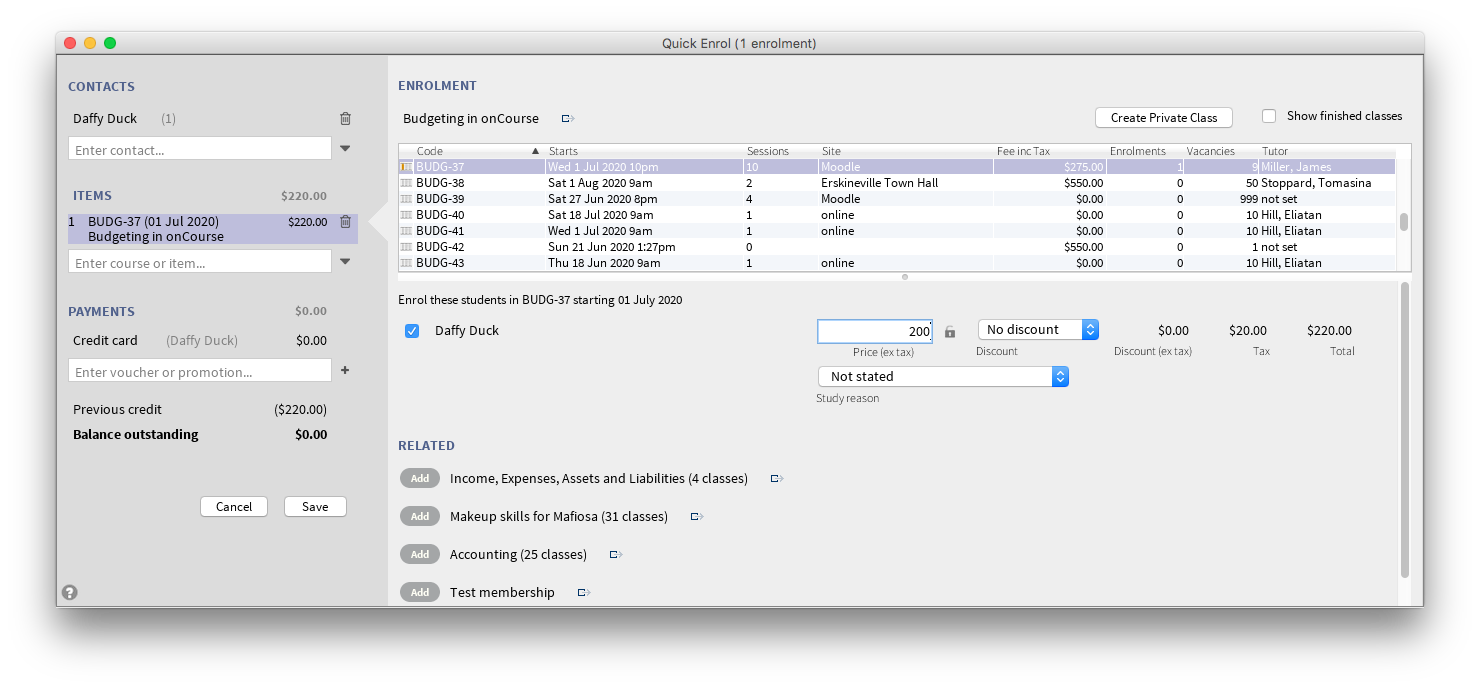 Quick Enrol (1 enrolment)
CONTACTS
Daffy Duck (1)
Enter contact...
ITEMS $220.00
1 BUDG-37 (01 Jul 2020) $220.00
Budgeting in onCourse
Enter course or item...
PAYMENTS $0.00
Credit card (Daffy Duck) $0.00
Enter voucher or promotion... +
Previous credit ($220.00)
Balance outstanding $0.00
Cancel Save
?
ENROLMENT
Budgeting in onCourse Create Private Class Show finished classes
Code Starts Sessions Site Fee inc Tax Enrolments Vacancies Tutor
BUDG-37 Wed 1 Jul 2020 10pm 10 Moodle $275.00 1 9 Miller, James
BUDG-38 Sat 1 Aug 2020 9am 2 Erskineville Town Hall $550.00 0 50 Stoppard, Tomasina
BUDG-39 Sat 27 Jun 2020 8pm 4 Moodle $0.00 0 999 not set
BUDG-40 Sat 18 Jul 2020 9am 1 online $0.00 0 10 Hill, Eliatan
BUDG-41 Wed 1 Jul 2020 9am 1 online $0.00 0 10 Hill, Eliatan
BUDG-42 Sun 21 Jun 2020 1:27pm 0 $550.00 0 1 not set
BUDG-43 Thu 18 Jun 2020 9am 1 online $0.00 0 10 Hill, Eliatan
Enrol these students in BUDG-37 starting 01 July 2020
Daffy Duck 200 No discount $0.00 $20.00 $220.00
Price (ex tax) Discount Discount (ex tax) Tax Total
Not stated
Study reason
RELATED
Add Income, Expenses, Assets and Liabilities (4 classes)
Add Makeup skills for Mafiosa (31 classes)
Add Accounting (25 classes)
Add Test membership